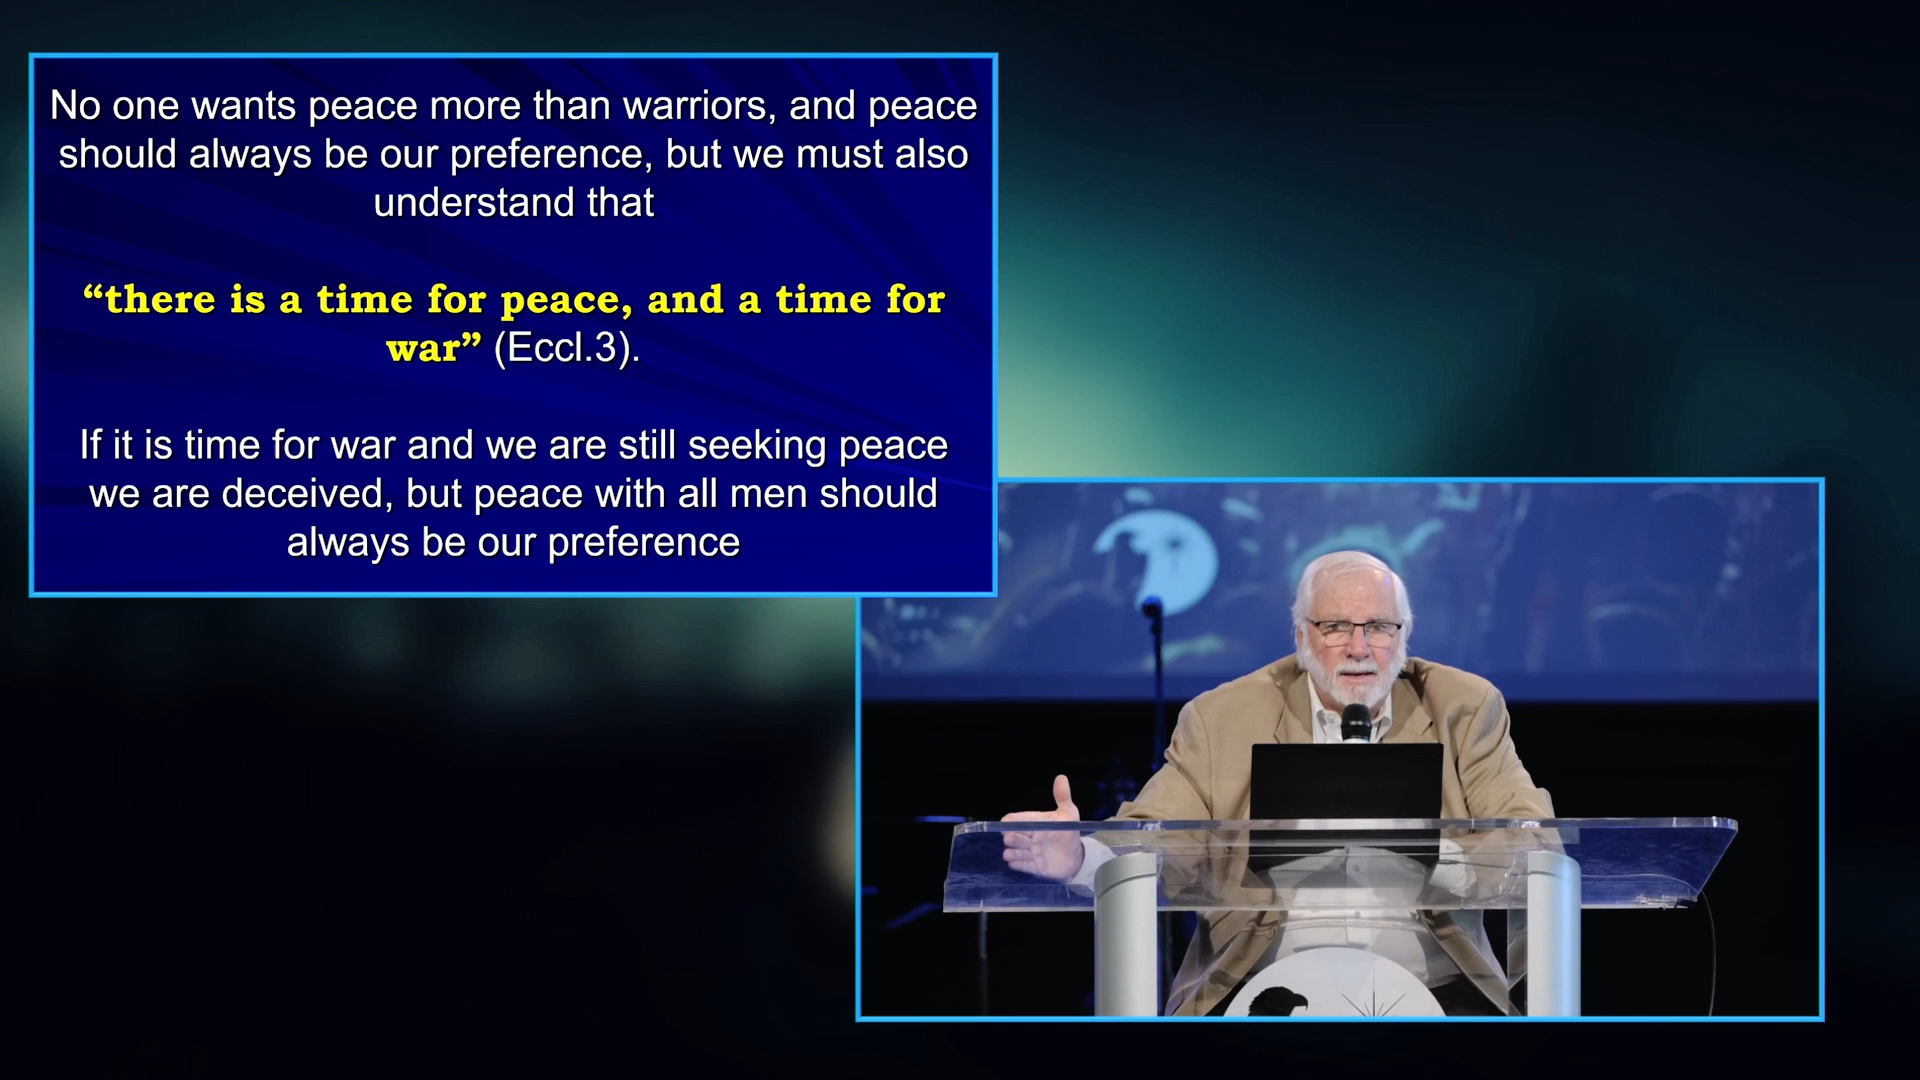 No one wants peace more than warriors, and peace
should always be our preference, but we must also
understand that
“there is a time for peace, and a time for
war” (Eccl.3).
If it is time for war and we are still seeking peace
we are deceived, but peace with all men should
always be our preference